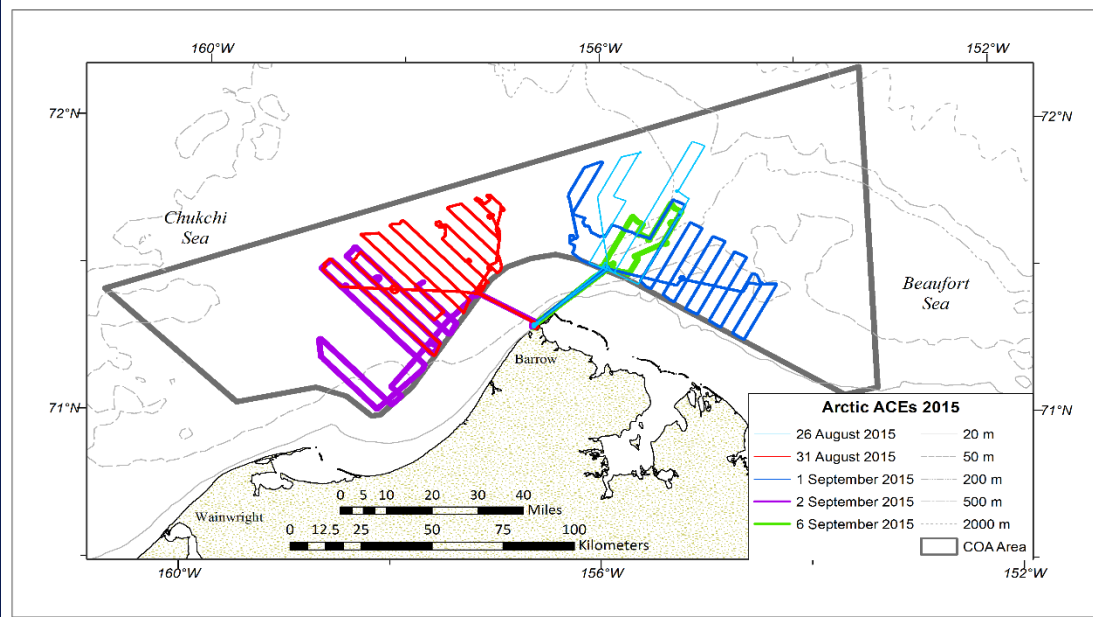 160°W 156°W 152°W
72°N 72°N
Chukchi
Sea
Beaufort
Sea
Barrow
71°N 71°N
Arctic ACEs 2015
26 August 2015 20 m
31 August 2015 50 m
1 September 2015 200 m
2 September 2015 500 m
6 September 2015 2000 m
COA Area
0 5 10 20 30 40
Miles
Wainwright
0 12.5 25 50 75 100
Kilometers
160°W 156°W 152°W